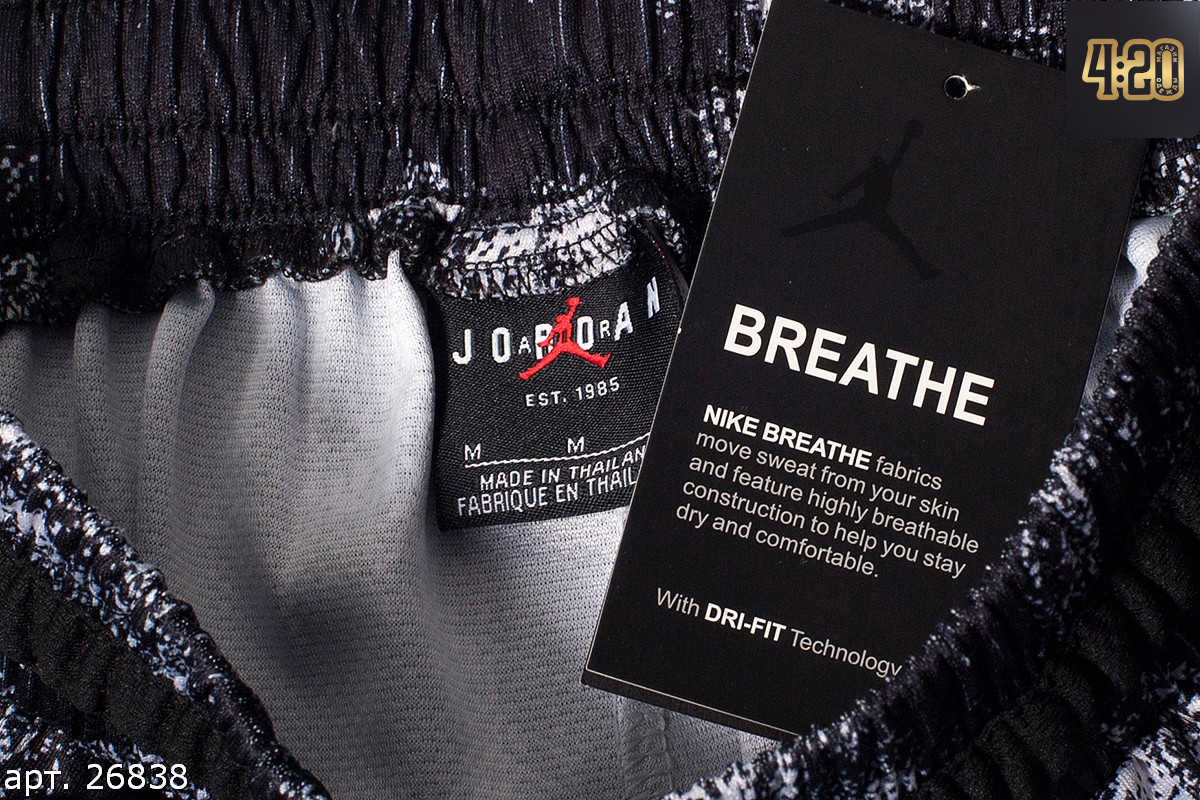 4:20
JORDAN
AIR
EST. 1985
M M
MADE IN THAILAN
FABRIQUE EN THAIL
BREATHE
NIKE BREATHE fabrics
move sweat from your skin
and feature highly breathable
construction to help you stay
dry and comfortable.
With DRI-FIT Technology
арт. 26838